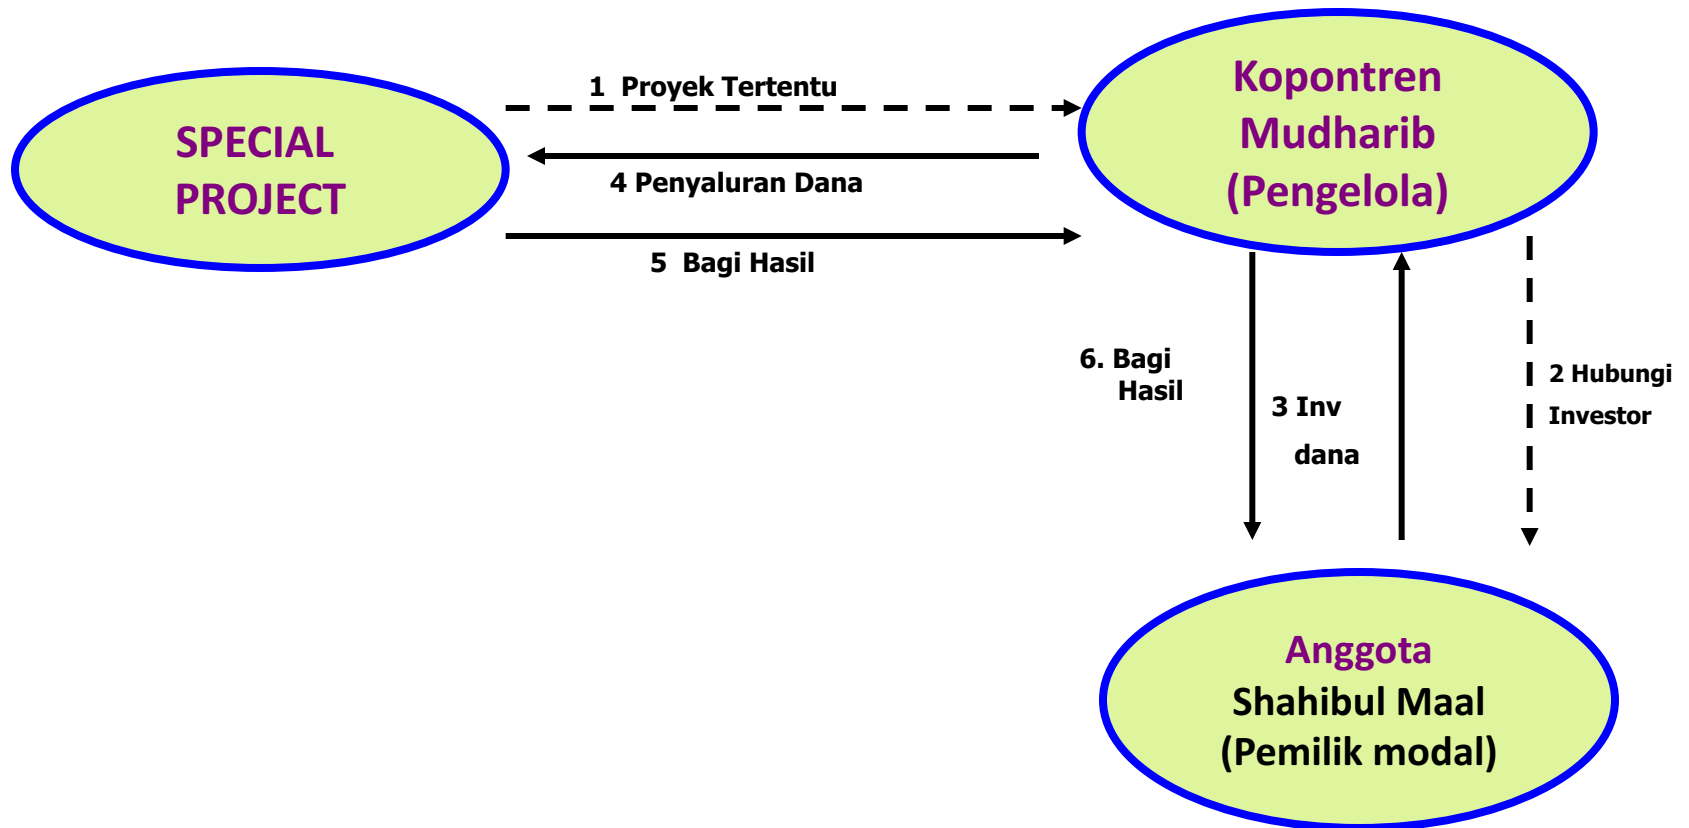 SPECIAL
PROJECT
1 Proyek Tertentu
4 Penyaluran Dana
5 Bagi Hasil
Kopontren
Mudharib
(Pengelola)
6. Bagi
Hasil
3 Inv
dana
2 Hubungi
Investor
Anggota
Shahibul Maal
(Pemilik modal)